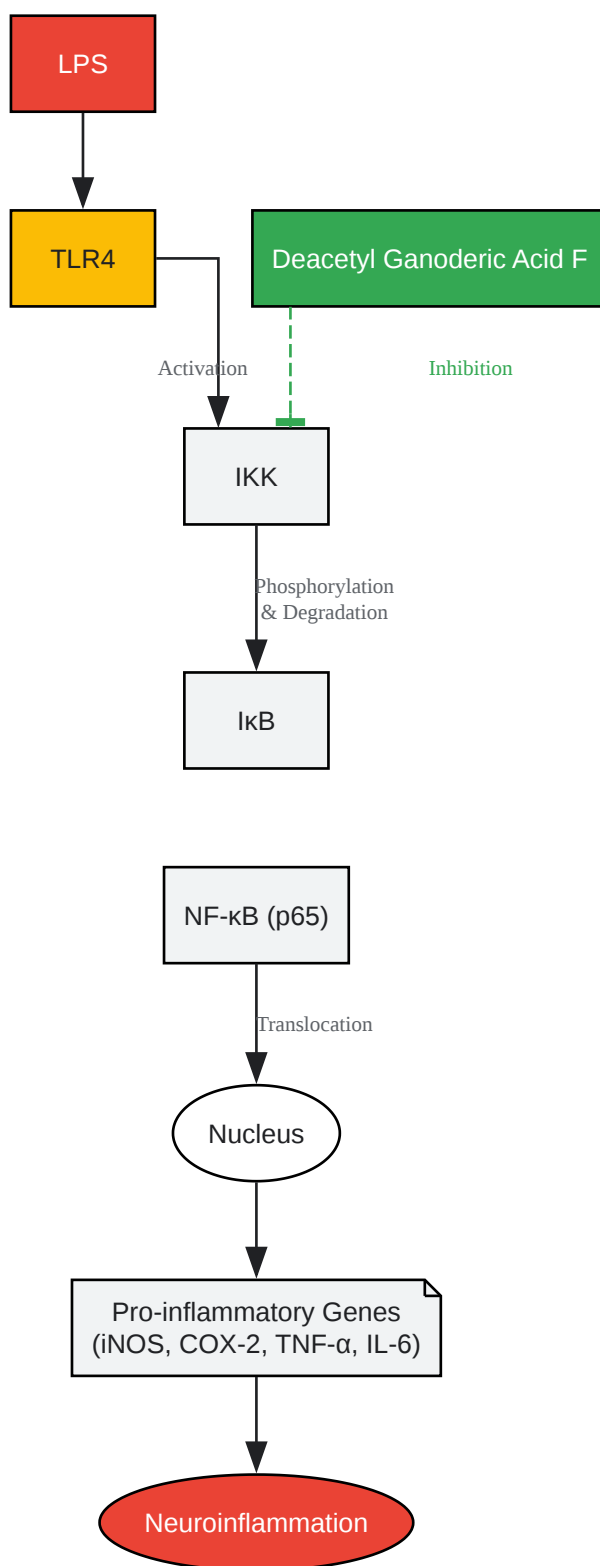 LPS
TLR4
Deacetyl Ganoderic Acid F
Activation
Inhibition
IKK
Phosphorylation
& Degradation
IκB
NF-κB (p65)
Translocation
Nucleus
Pro-inflammatory Genes
(iNOS, COX-2, TNF-α, IL-6)
Neuroinflammation